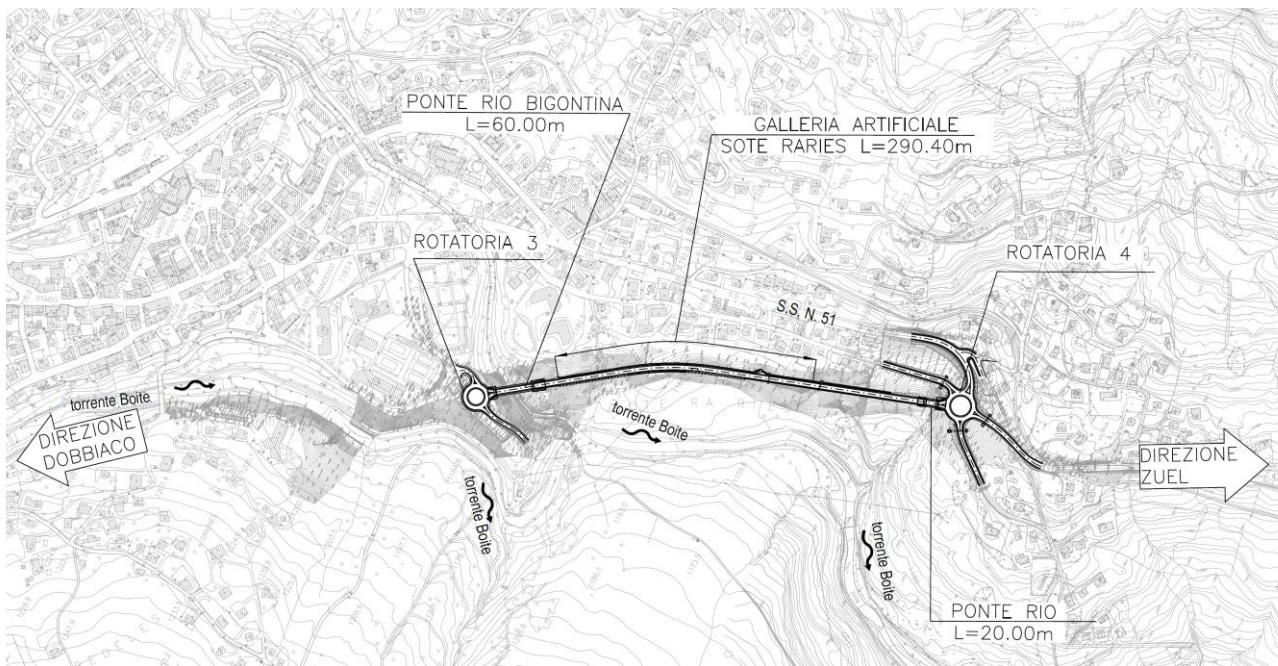 PONTE RIO BIGONTINA
L=60.00m
GALLERIA ARTIFICIALE
SOTE RARIES L=290.40m
ROTATORIA 3
ROTATORIA 4
S.S. N. 51
torrente Boite
DIREZIONE
DOBBIACO
torrente Boite
torrente Boite
torrente Boite
DIREZIONE
ZUEL
PONTE RIO
L=20.00m